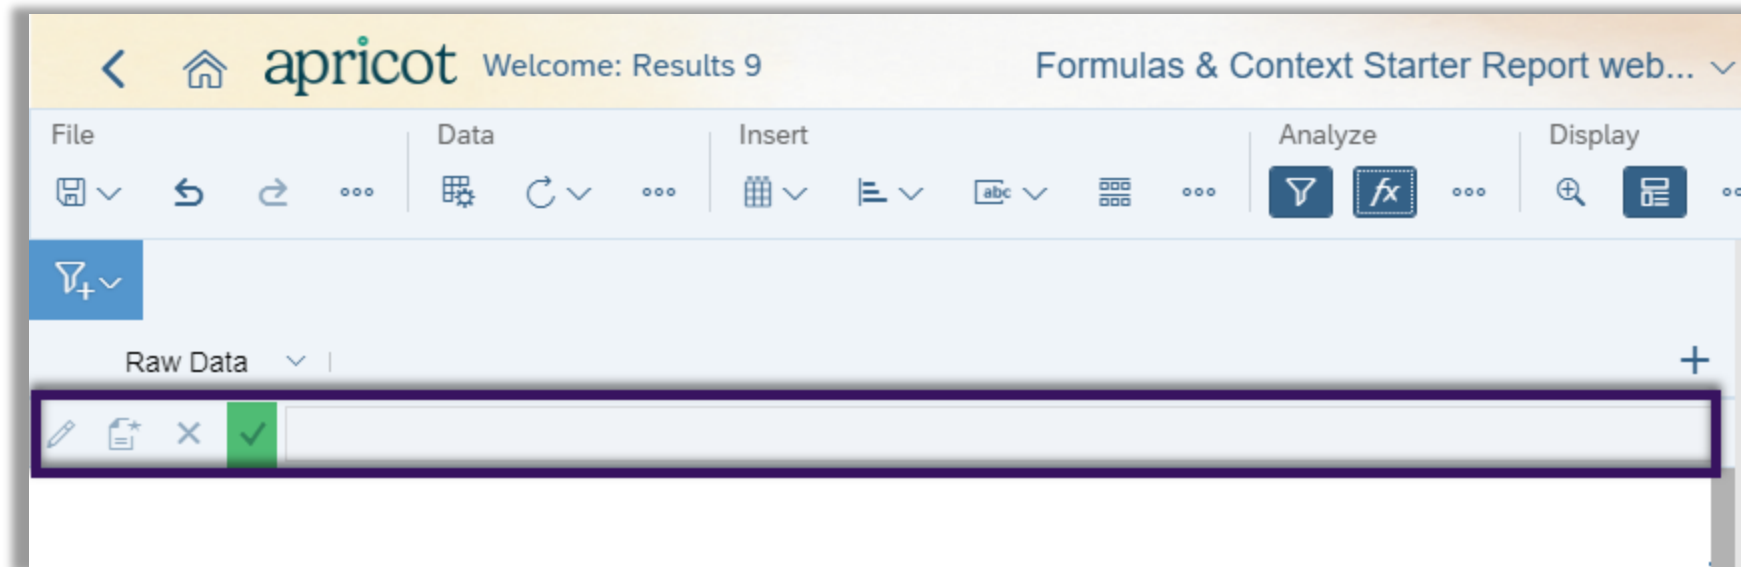 apricot Welcome: Results 9 Formulas & Context Starter Report web...
File Data Insert Analyze Display
abc fx
Raw Data